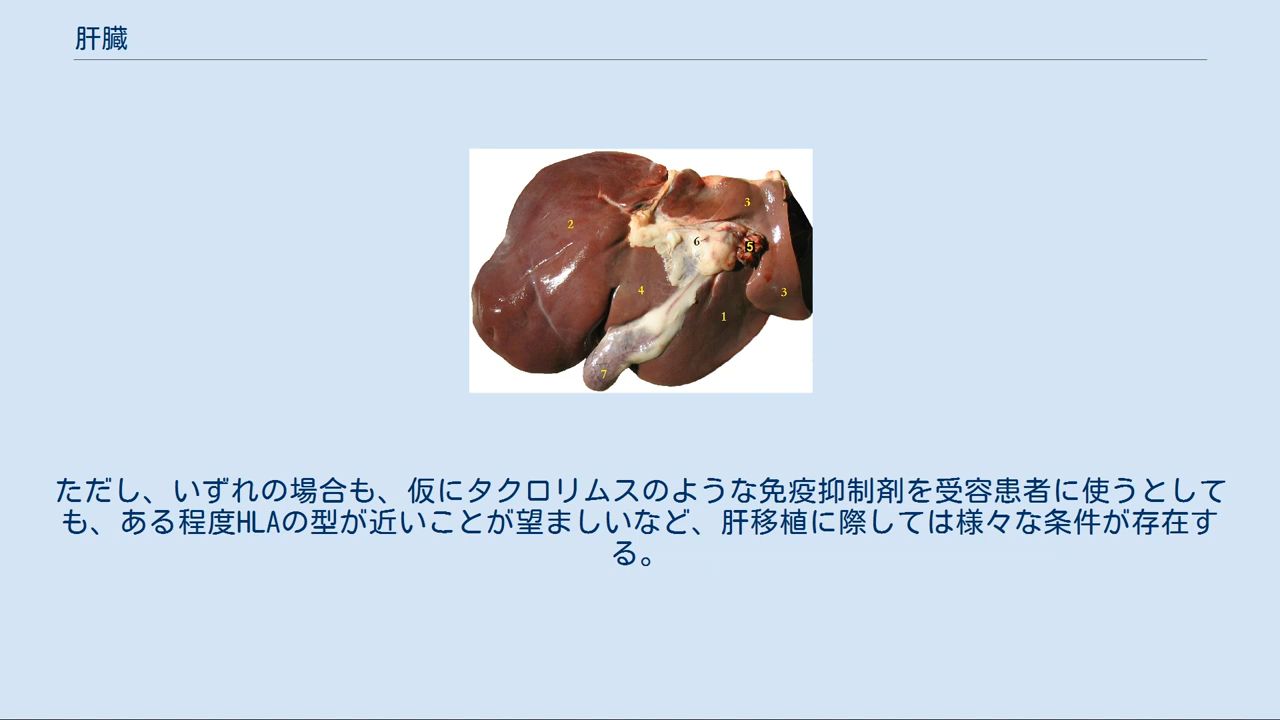 肝臓
2
3
6
5
4
3
1
7
ただし、いずれの場合も、仮にタクロリムスのような免疫抑制剤を受容患者に使うとして
も、ある程度HLAの型が近いことが望ましいなど、肝移植に際しては様々な条件が存在す
る。